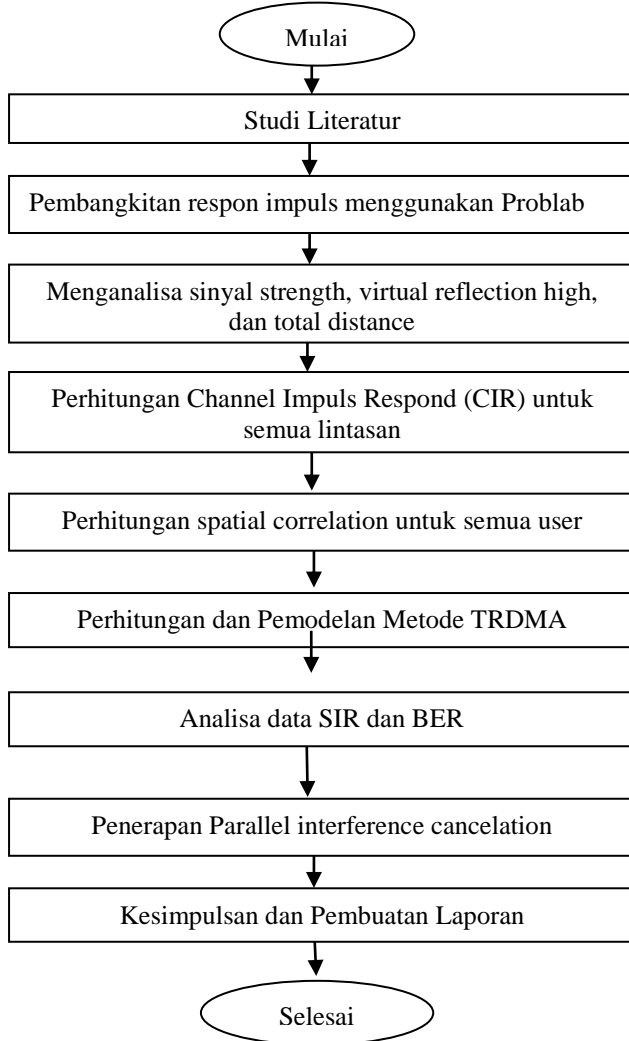 Mulai
Studi Literatur
Pembangkitan respon impuls menggunakan Problab
Menganalisa sinyal strength, virtual reflection high,
dan total distance
Perhitungan Channel Impuls Respond (CIR) untuk
semua lintasan
Perhitungan spatial correlation untuk semua user
Perhitungan dan Pemodelan Metode TRDMA
Analisa data SIR dan BER
Penerapan Parallel interference cancelation
Kesimpulsan dan Pembuatan Laporan
Selesai